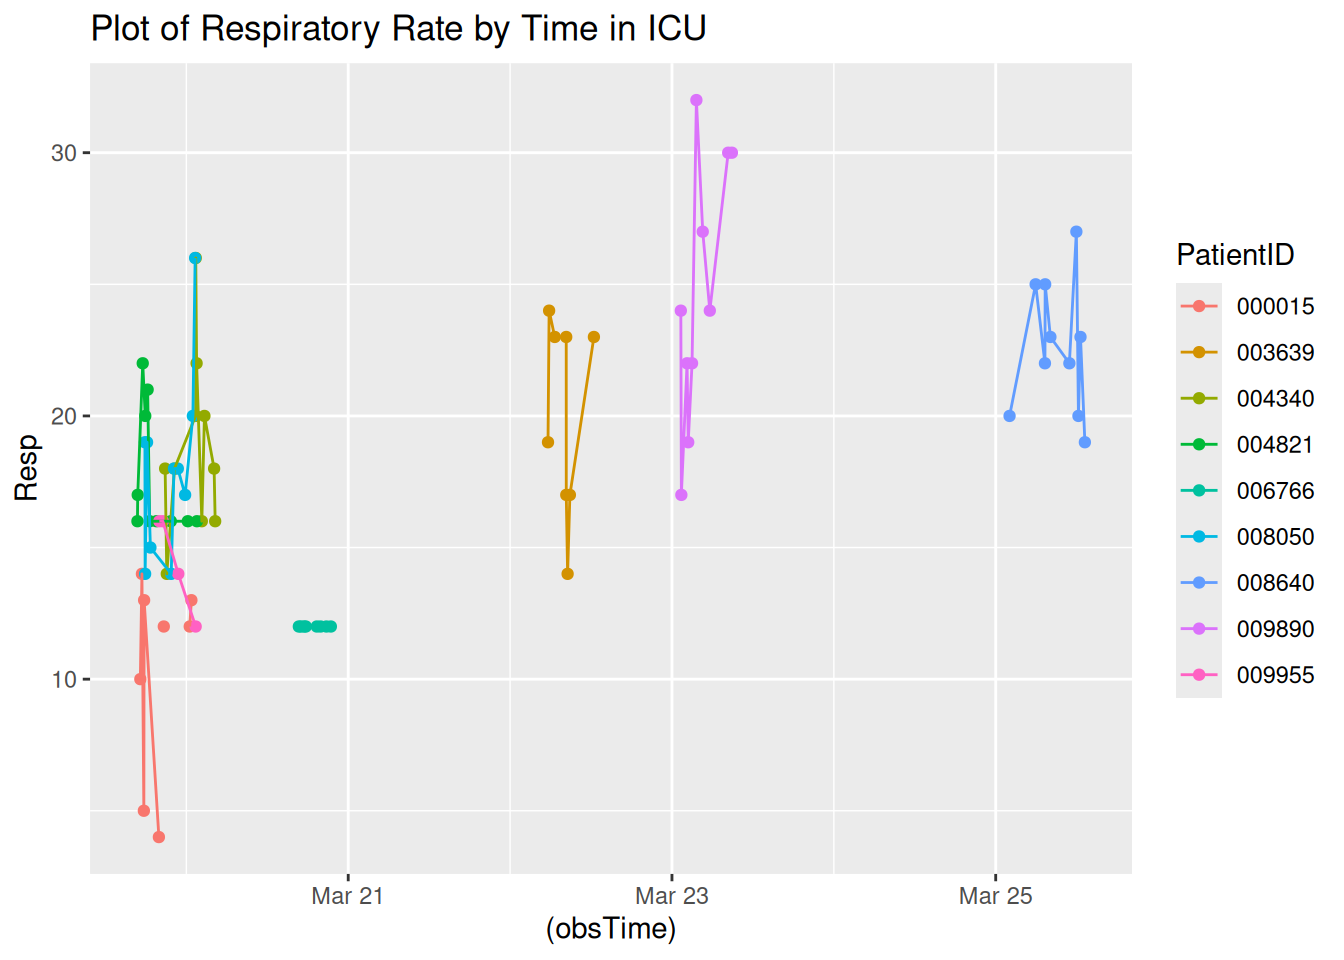 Plot of Respiratory Rate by Time in ICU
30
20
10
Resp
Mar 21
Mar 23
Mar 25
(obsTime)
PatientID
000015
003639
004340
004821
006766
008050
008640
009890
009955